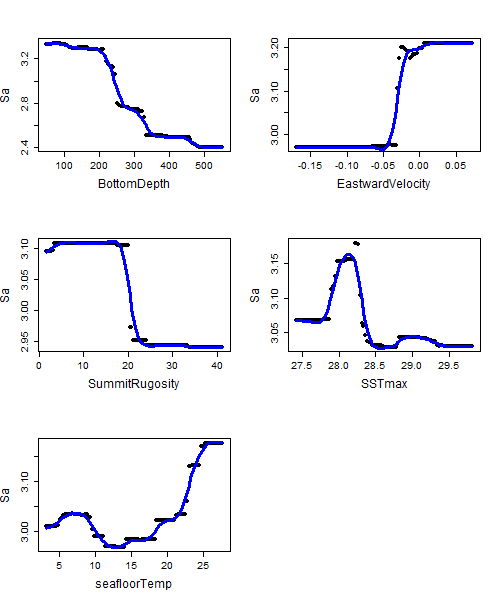 3.2
2.8
2.4
Sa
100 200 300 400 500
BottomDepth
3.20
3.10
3.00
Sa
-0.15 -0.10 -0.05 0.00 0.05
EastwardVelocity
3.10
3.05
3.00
2.95
Sa
0 10 20 30 40
SummitRugosity
3.15
3.10
3.05
Sa
27.5 28.0 28.5 29.0 29.5
SSTmax
3.10
3.00
Sa
5 10 15 20 25
seafloorTemp